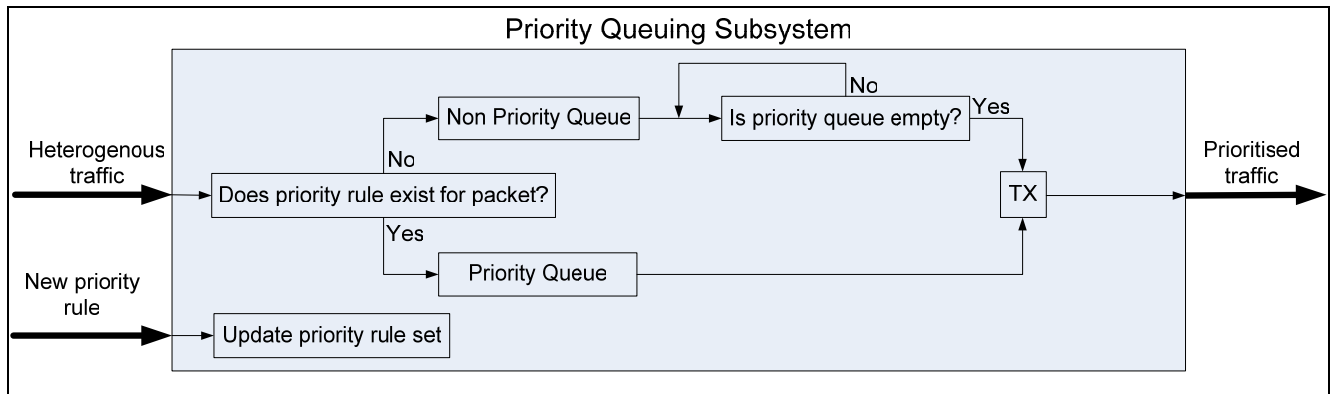 Priority Queuing Subsystem
No
Non Priority Queue
Is priority queue empty?
Yes
Heterogenous
traffic
No
Does priority rule exist for packet?
Yes
TX
Prioritised
traffic
Priority Queue
New priority
rule
Update priority rule set